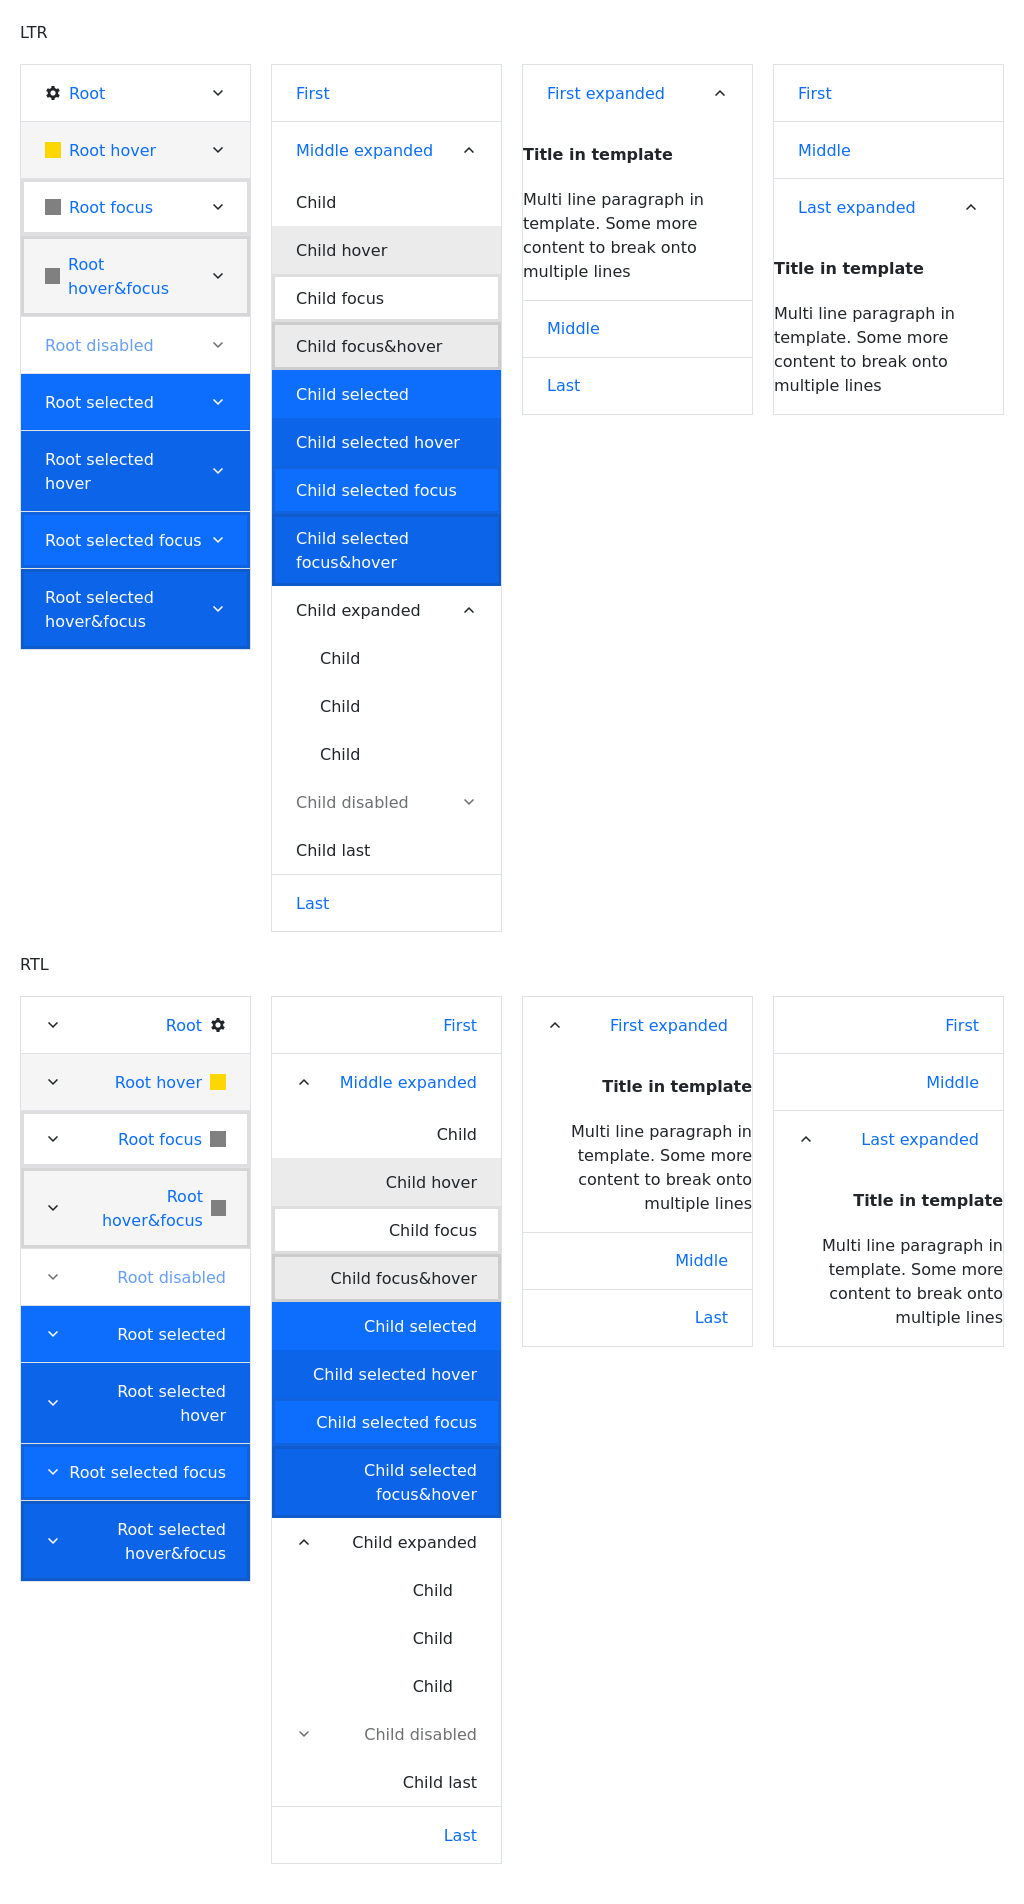 LTR
Root
Root hover
Root focus
Root
hover&focus
Root disabled
Root selected
Root selected
hover
Root selected focus
Root selected
hover&focus
First
Middle expanded
Child
Child hover
Child focus
Child focus&hover
Child selected
Child selected hover
Child selected focus
Child selected
focus&hover
Child expanded
Child
Child
Child
Child disabled
Child last
Last
First expanded
Title in template
Multi line paragraph in
template. Some more
content to break onto
multiple lines
Middle
Last
First
Middle
Last expanded
Title in template
Multi line paragraph in
template. Some more
content to break onto
multiple lines
RTL
Root
Root hover
Root focus
Root
hover&focus
Root disabled
Root selected
Root selected
hover
Root selected focus
Root selected
hover&focus
First
Middle expanded
Child
Child hover
Child focus
Child focus&hover
Child selected
Child selected hover
Child selected focus
Child selected
focus&hover
Child expanded
Child
Child
Child
Child disabled
Child last
Last
First expanded
Title in template
Multi line paragraph in
template. Some more
content to break onto
multiple lines
Middle
Last
First
Middle
Last expanded
Title in template
Multi line paragraph in
template. Some more
content to break onto
multiple lines